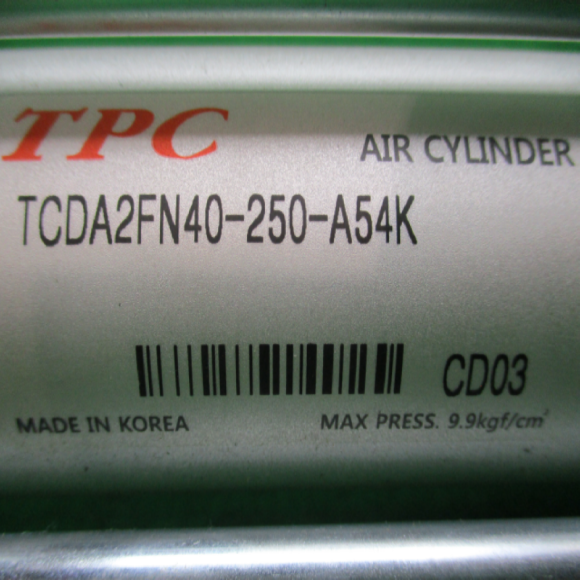 TPC AIR CYLINDER
TCDA2FN40-250-A54K
CD03
MADE IN KOREA MAX PRESS. 9.9kgf/cm²